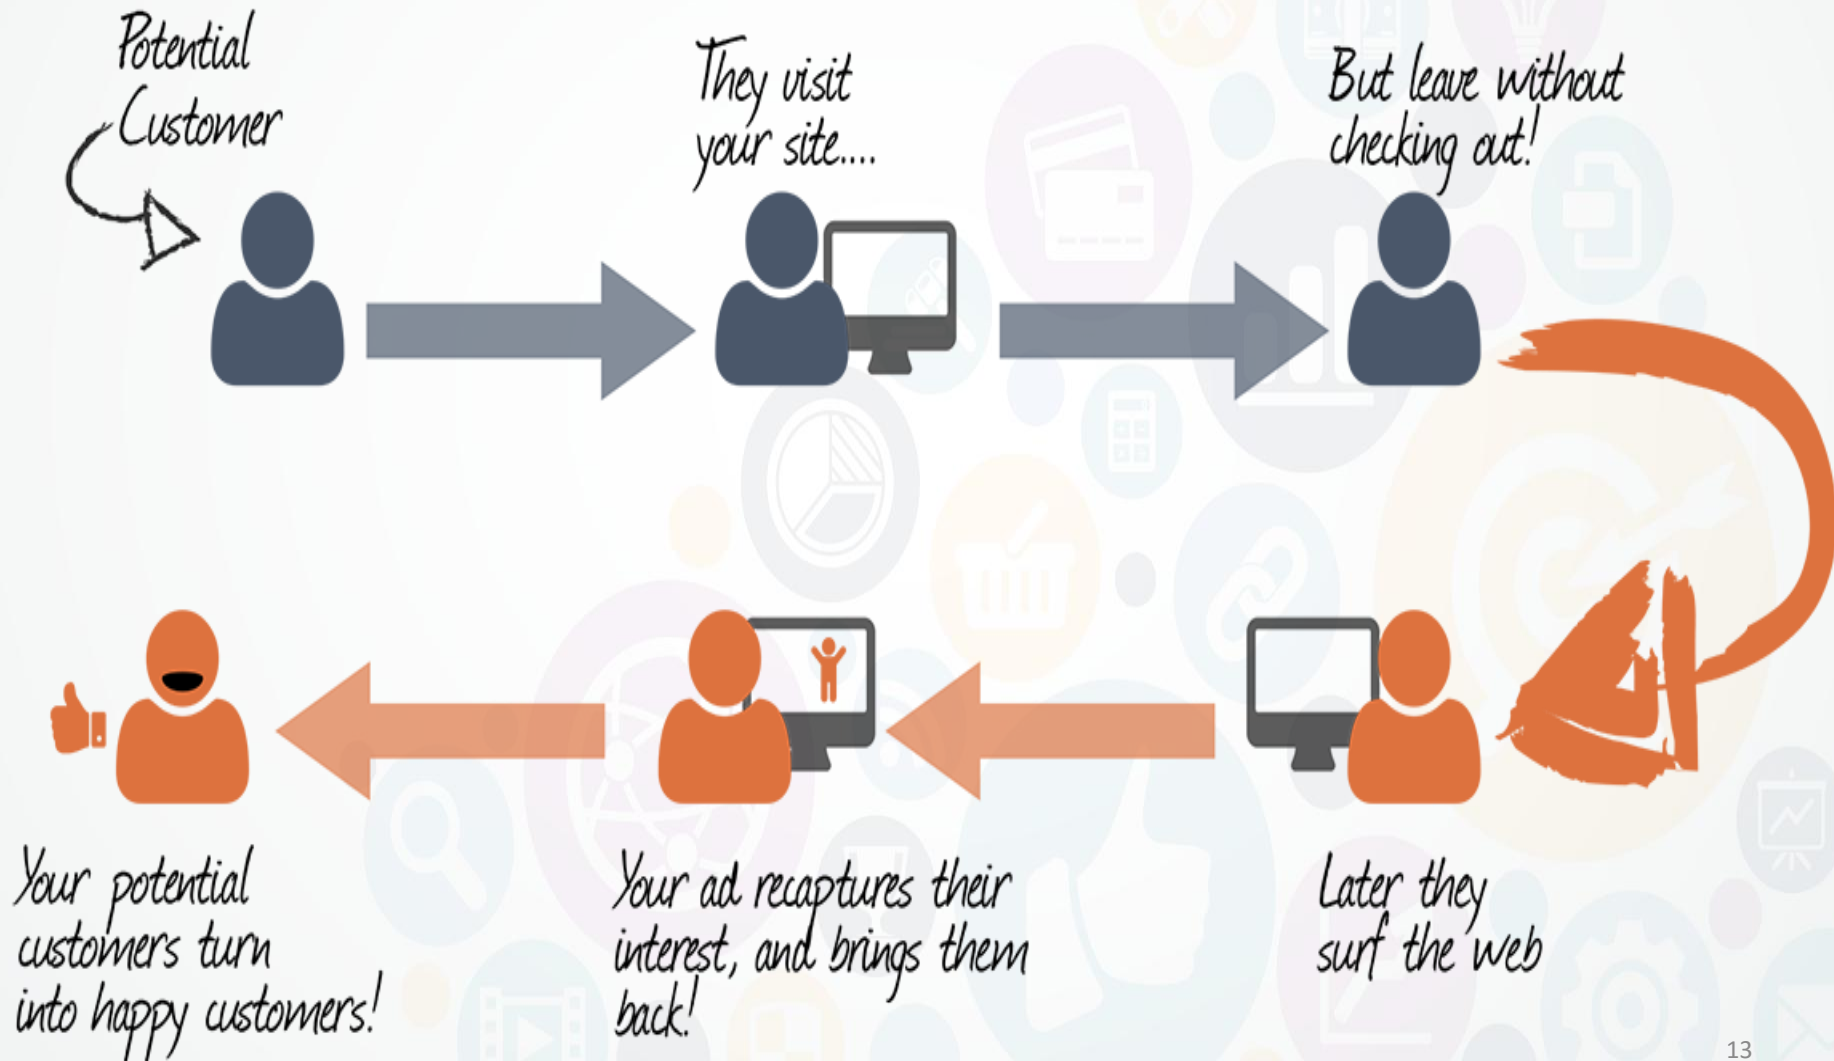 Potential
Customer
They visit
your site....
But leave without
checking out!
Later they
surf the web
Your ad recaptures their
interest, and brings them
back!
Your potential
customers turn
into happy customers!
13